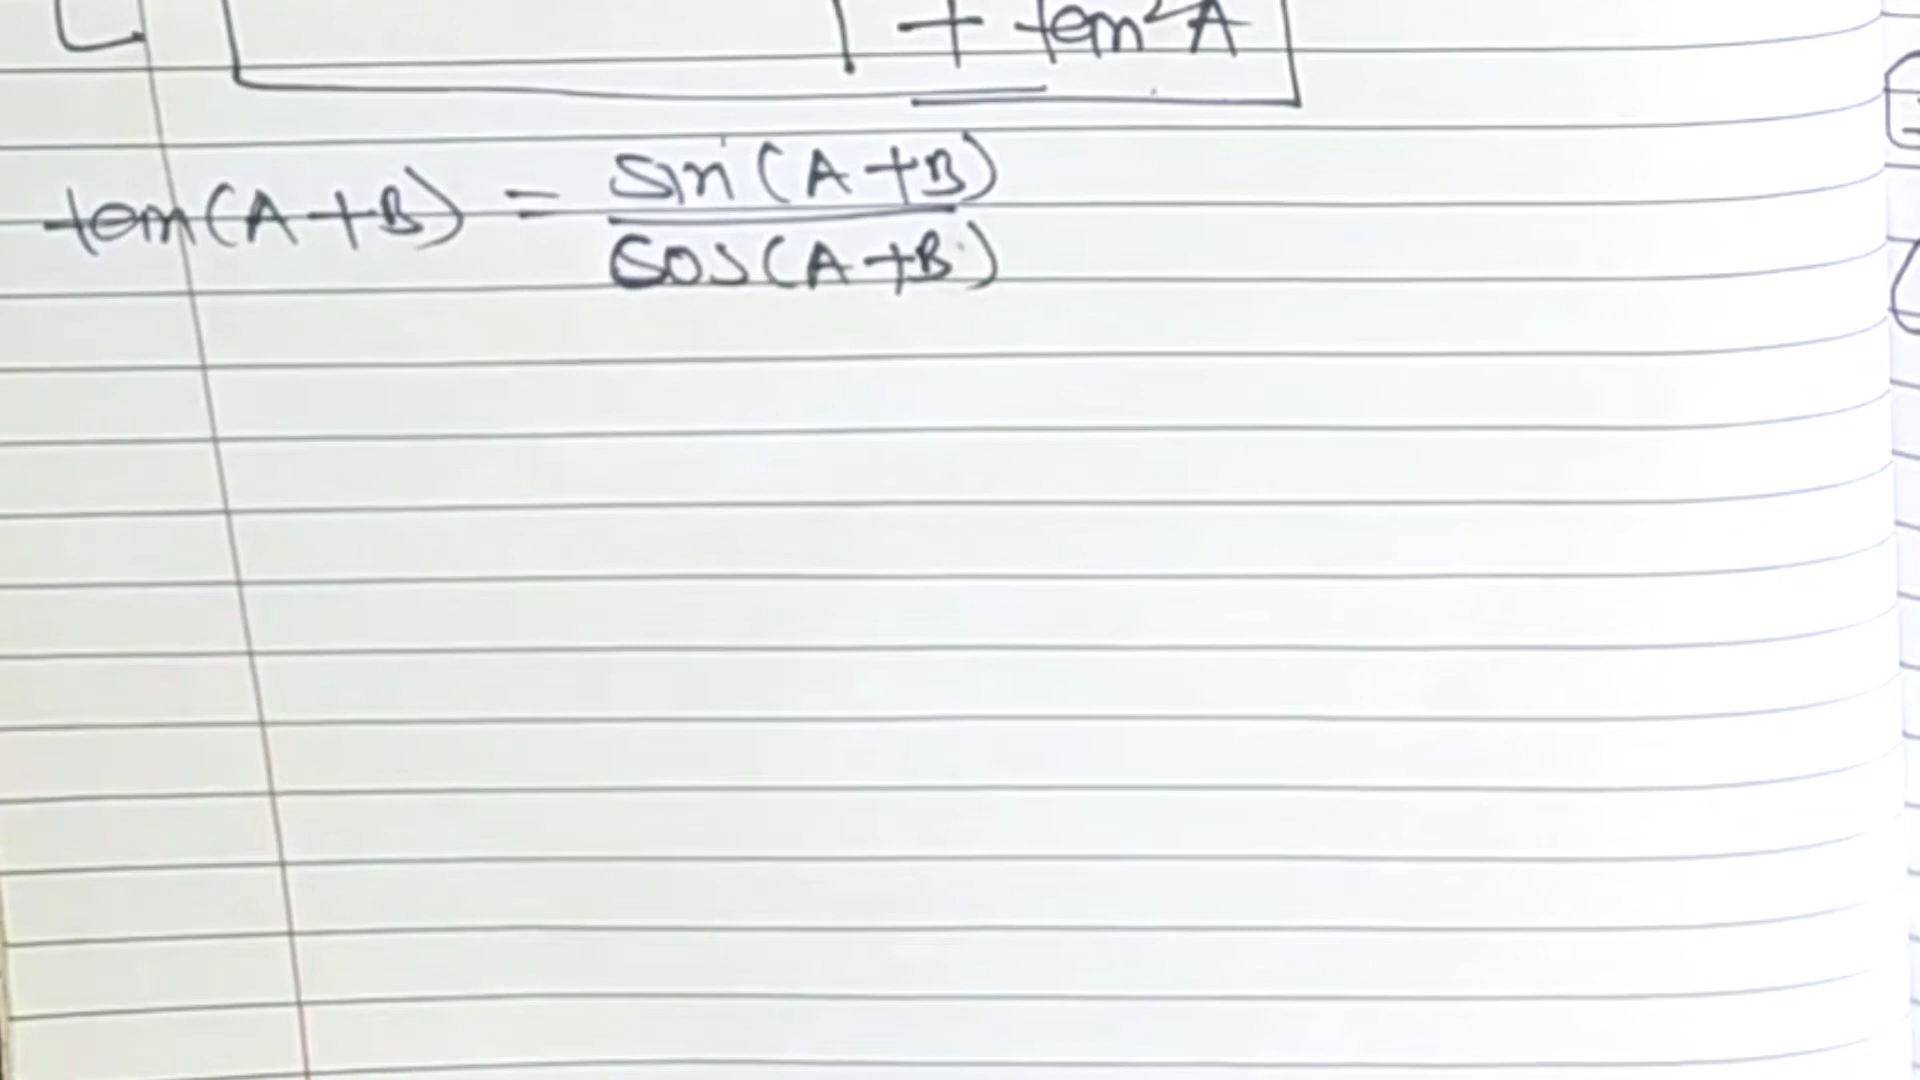 1 + tan²A
tan(A+B) = sin(A+B) / cos(A+B)